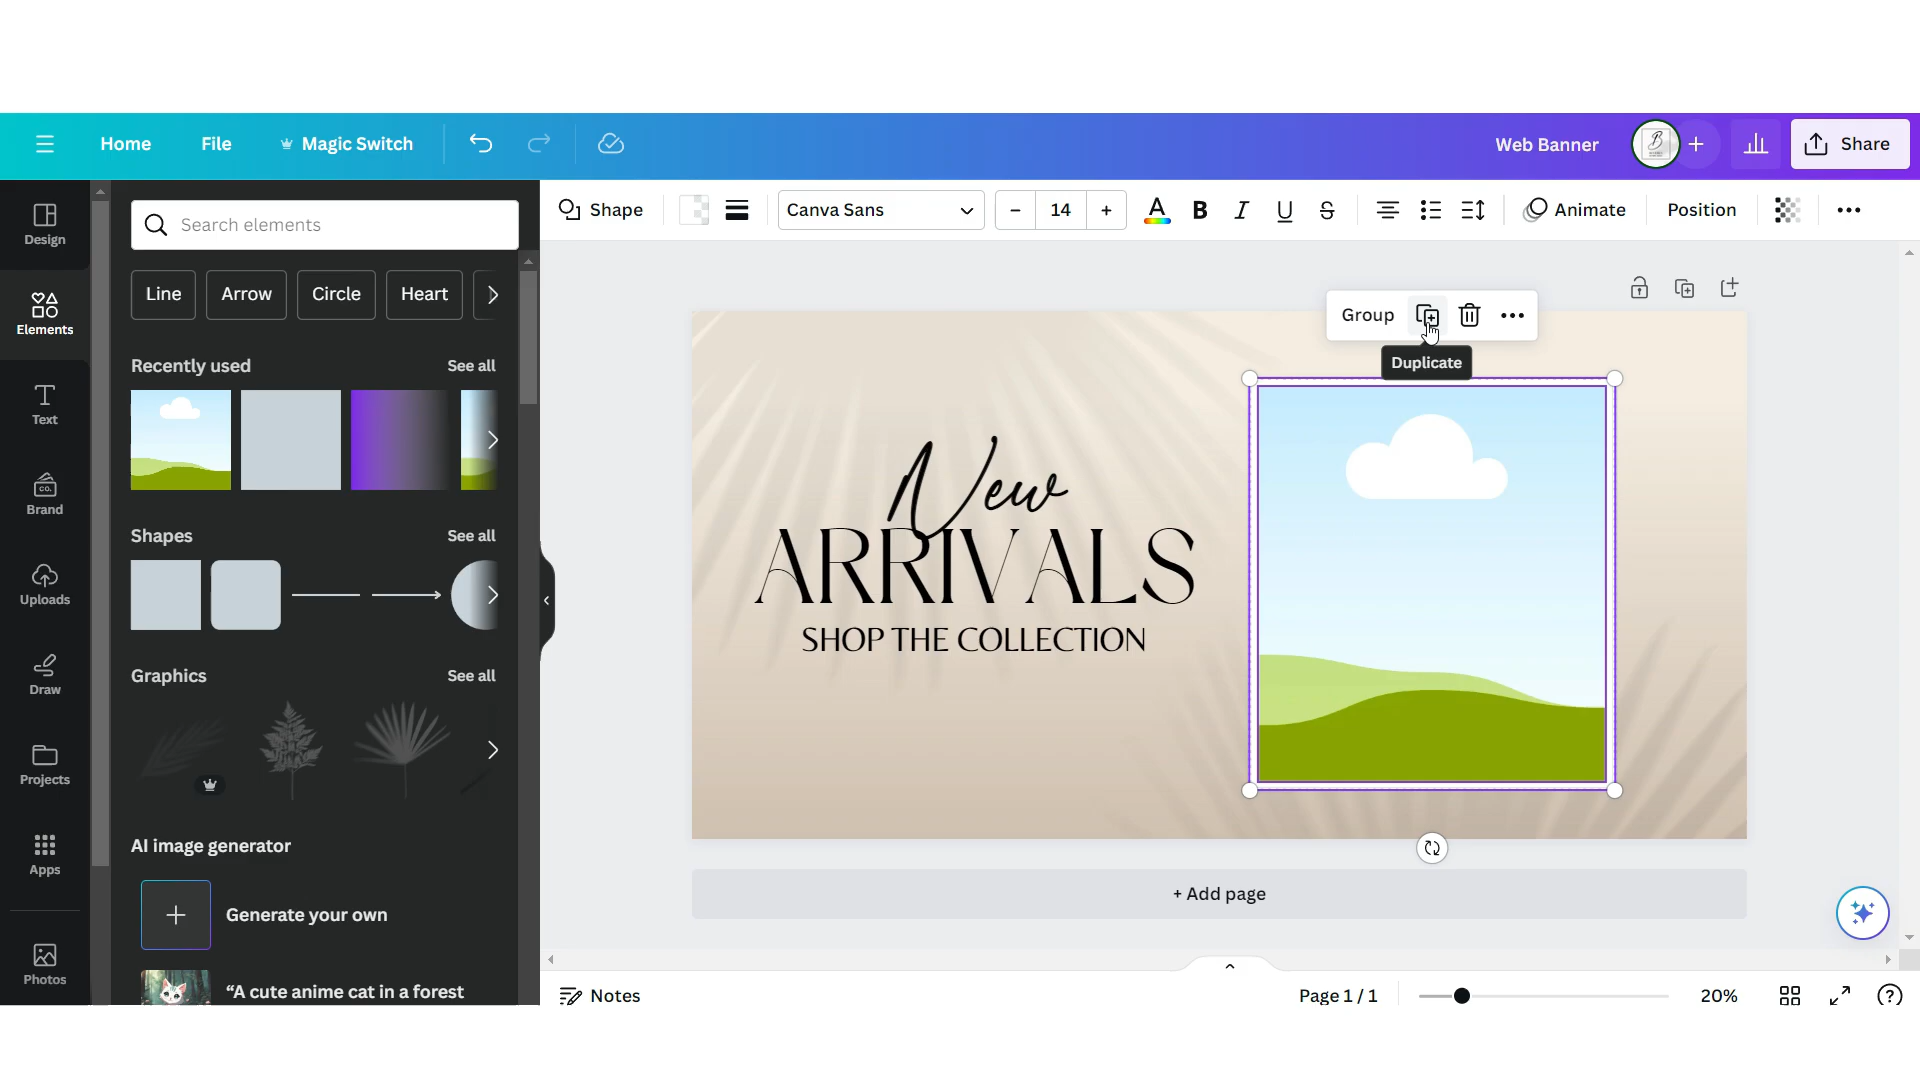 Home File Magic Switch Web Banner Share
Shape Canva Sans 14 Animate Position
Design
Elements
Text
Brand
Uploads
Draw
Projects
Apps
Photos
Search elements
Line Arrow Circle Heart
Recently used See all
Shapes See all
Graphics See all
AI image generator
Generate your own
“A cute anime cat in a forest
Group
Duplicate
New
ARRIVALS
SHOP THE COLLECTION
+ Add page
Notes Page 1 / 1 20%